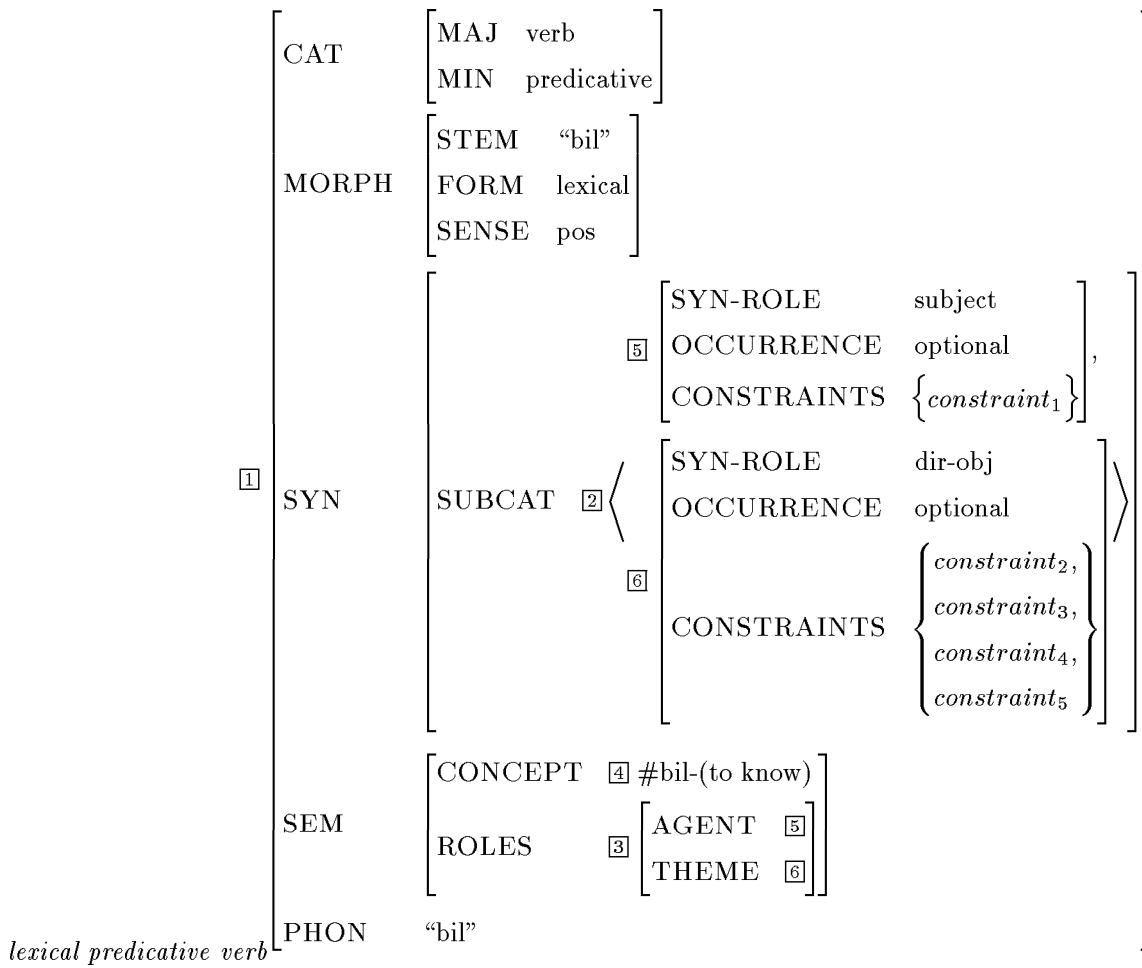 CAT MAJ verb
MIN predicative
STEM “bil”
MORPH FORM lexical
SENSE pos
SYN-ROLE subject
5 OCCURRENCE optional ,
CONSTRAINTS {constraint₁}
SYN-ROLE dir-obj
1 SYN SUBCAT 2 ⟨ OCCURRENCE optional ⟩
6 CONSTRAINTS {constraint₂,
constraint₃,
constraint₄,
constraint₅}
CONCEPT 4 #bil-(to know)
SEM ROLES 3 AGENT 5
THEME 6
PHON “bil”
lexical predicative verb